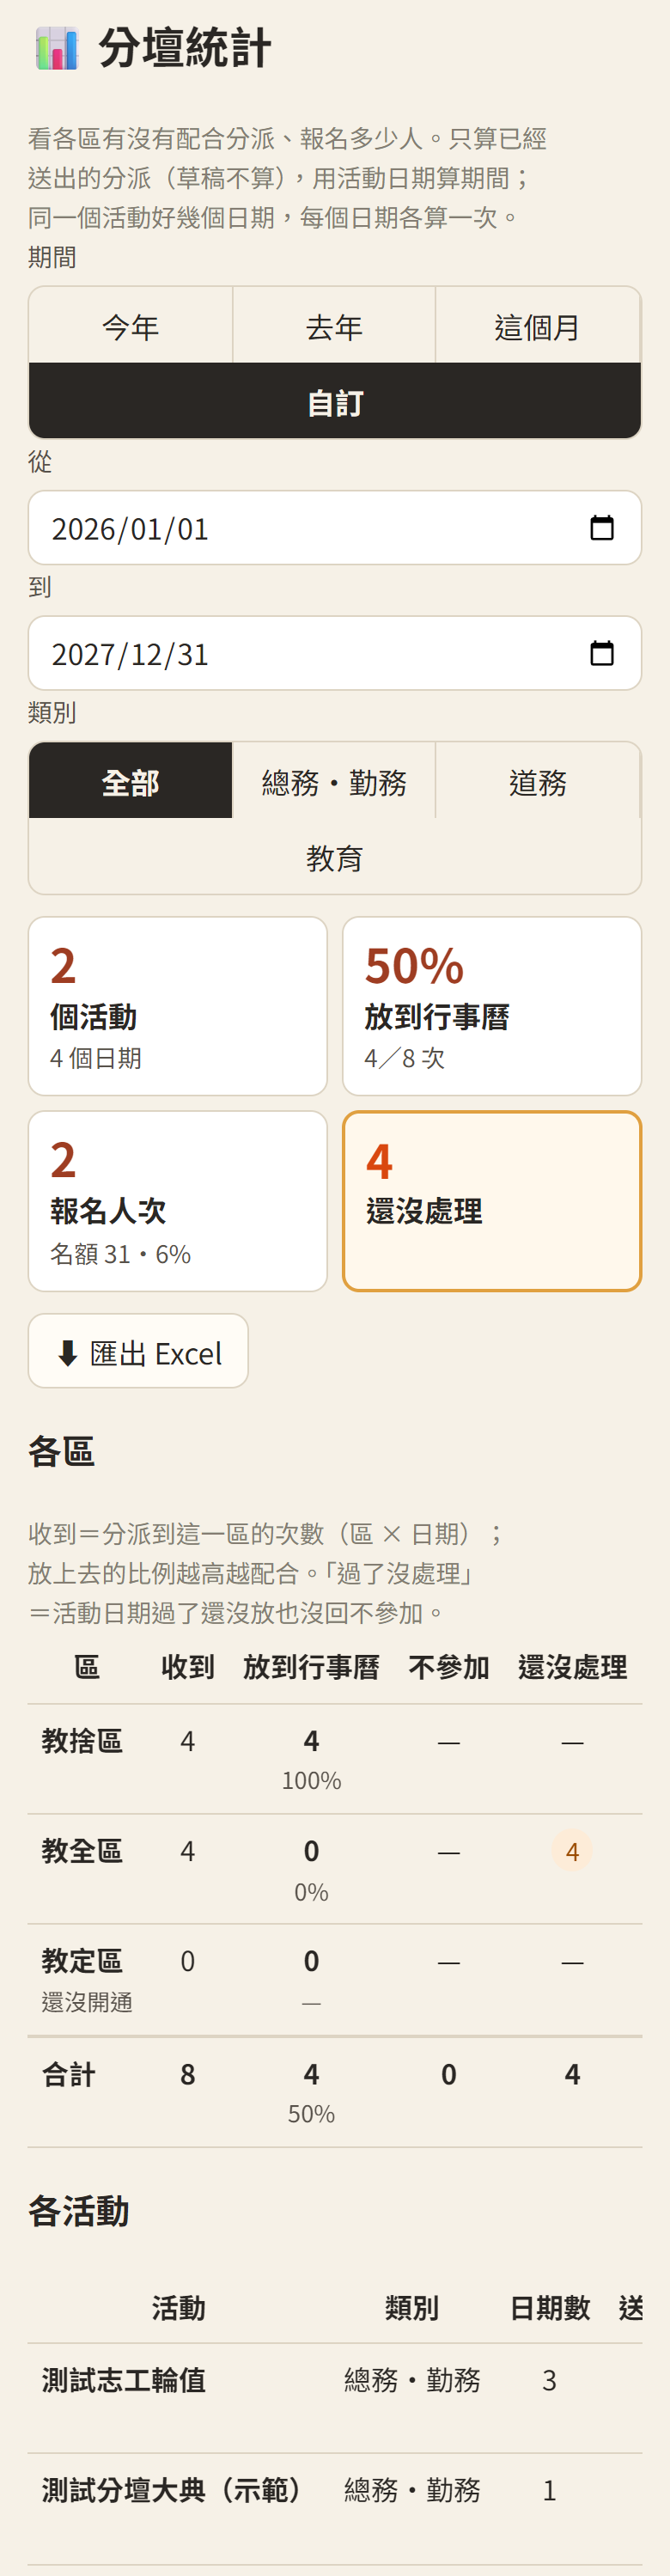 分壇統計
看各區有沒有配合分派、報名多少人。只算已經
送出的分派（草稿不算），用活動日期算期間；
同一個活動好幾個日期，每個日期各算一次。
期間
今年 去年 這個月
自訂
從
2026/01/01
到
2027/12/31
類別
全部 總務・勤務 道務
教育
2 50%
個活動 放到行事曆
4 個日期 4／8 次
2 4
報名人次 還沒處理
名額 31・6%
⬇ 匯出 Excel
各區
收到＝分派到這一區的次數（區 × 日期）；
放上去的比例越高越配合。「過了沒處理」
＝活動日期過了還沒放也沒回不參加。
區 收到 放到行事曆 不參加 還沒處理
教捨區 4 4 — —
100%
教全區 4 0 — 4
0%
教定區 0 0 — —
還沒開通 —
合計 8 4 0 4
50%
各活動
活動 類別 日期數
測試志工輪值 總務・勤務 3
測試分壇大典（示範） 總務・勤務 1